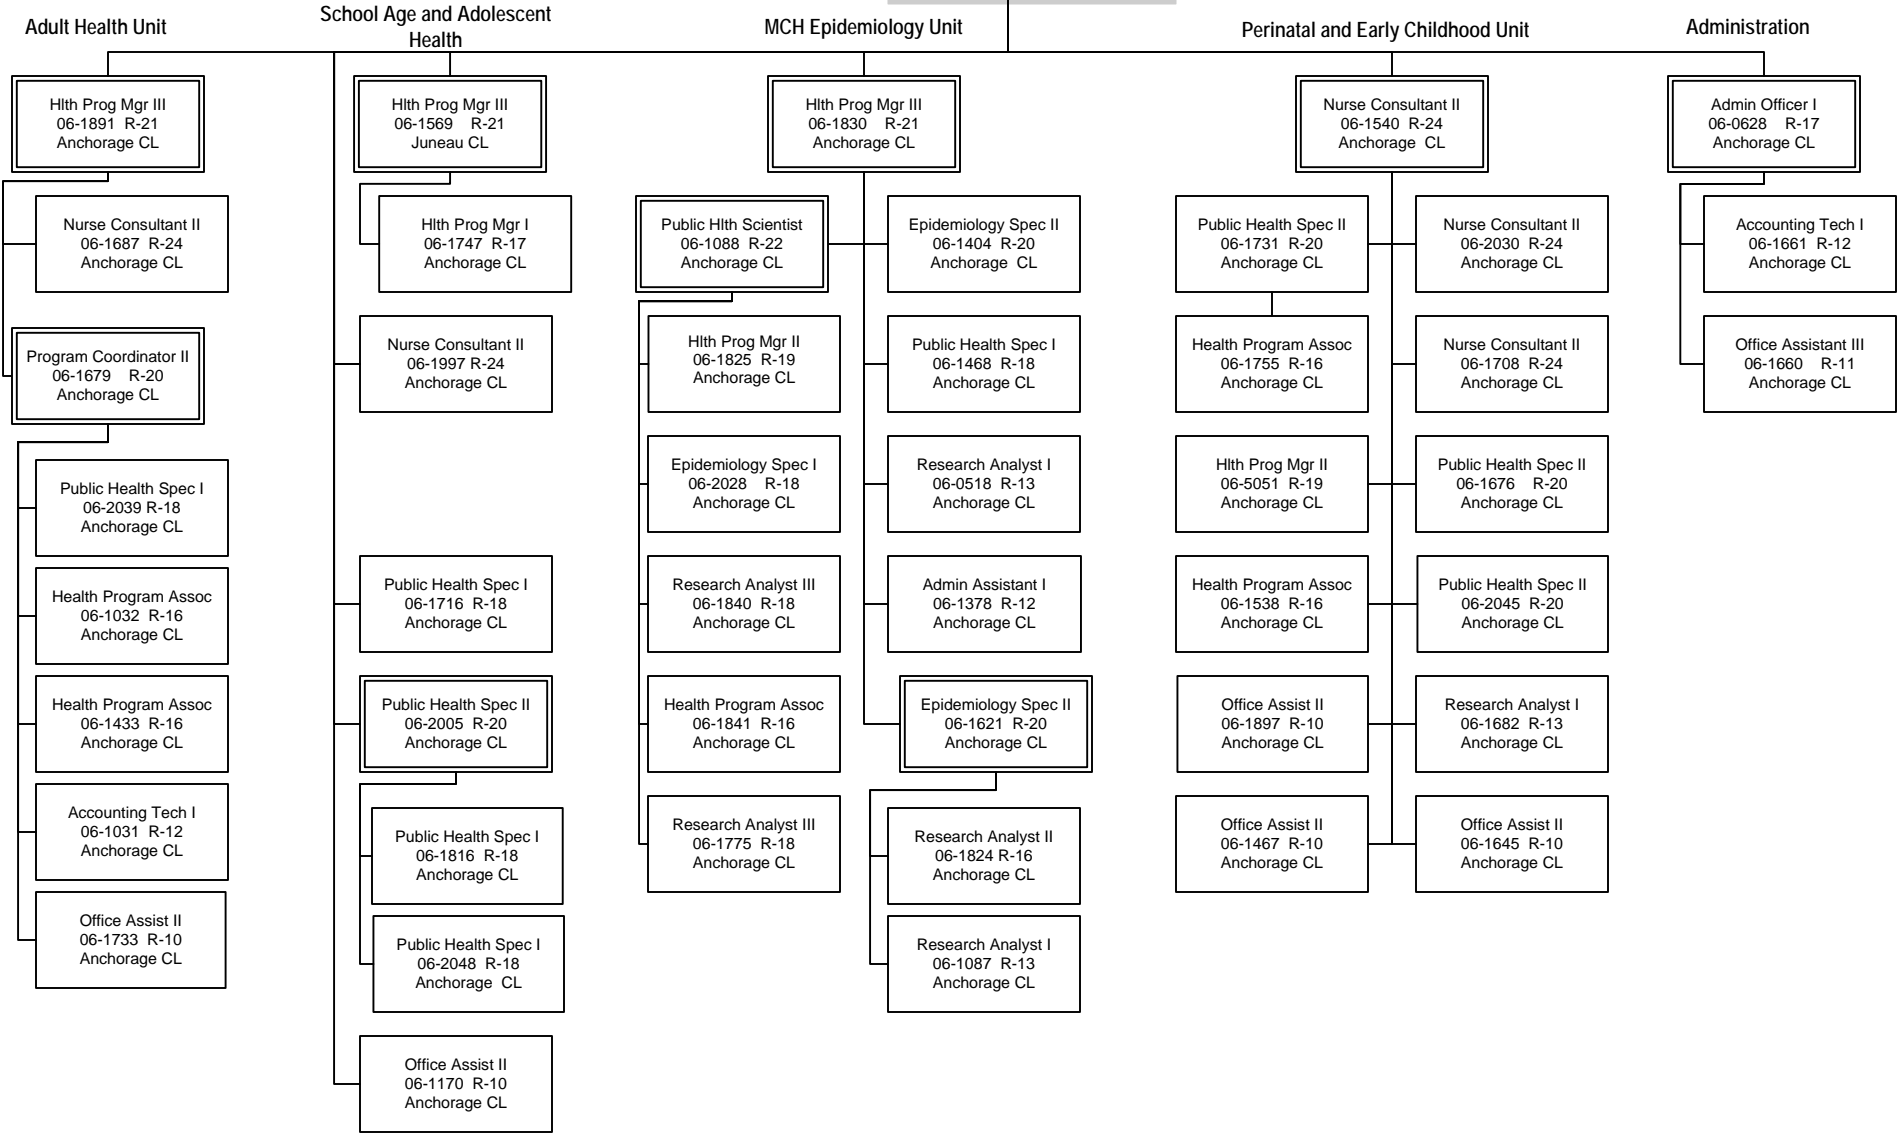 Adult Health Unit
Hlth Prog Mgr III
06-1891 R-21
Anchorage CL
Nurse Consultant II
06-1687 R-24
Anchorage CL
Program Coordinator II
06-1679 R-20
Anchorage CL
Public Health Spec I
06-2039 R-18
Anchorage CL
Health Program Assoc
06-1032 R-16
Anchorage CL
Health Program Assoc
06-1433 R-16
Anchorage CL
Accounting Tech I
06-1031 R-12
Anchorage CL
Office Assist II
06-1733 R-10
Anchorage CL
School Age and Adolescent
Health
Hlth Prog Mgr III
06-1569 R-21
Juneau CL
Hlth Prog Mgr I
06-1747 R-17
Anchorage CL
Nurse Consultant II
06-1997 R-24
Anchorage CL
Public Health Spec I
06-1716 R-18
Anchorage CL
Public Health Spec II
06-2005 R-20
Anchorage CL
Public Health Spec I
06-1816 R-18
Anchorage CL
Public Health Spec I
06-2048 R-18
Anchorage CL
Office Assist II
06-1170 R-10
Anchorage CL
MCH Epidemiology Unit
Hlth Prog Mgr III
06-1830 R-21
Anchorage CL
Public Hlth Scientist
06-1088 R-22
Anchorage CL
Hlth Prog Mgr II
06-1825 R-19
Anchorage CL
Epidemiology Spec I
06-2028 R-18
Anchorage CL
Research Analyst III
06-1840 R-18
Anchorage CL
Health Program Assoc
06-1841 R-16
Anchorage CL
Research Analyst III
06-1775 R-18
Anchorage CL
Epidemiology Spec II
06-1404 R-20
Anchorage CL
Public Health Spec I
06-1468 R-18
Anchorage CL
Research Analyst I
06-0518 R-13
Anchorage CL
Admin Assistant I
06-1378 R-12
Anchorage CL
Epidemiology Spec II
06-1621 R-20
Anchorage CL
Research Analyst II
06-1824 R-16
Anchorage CL
Research Analyst I
06-1087 R-13
Anchorage CL
Perinatal and Early Childhood Unit
Nurse Consultant II
06-1540 R-24
Anchorage CL
Public Health Spec II
06-1731 R-20
Anchorage CL
Health Program Assoc
06-1755 R-16
Anchorage CL
Hlth Prog Mgr II
06-5051 R-19
Anchorage CL
Health Program Assoc
06-1538 R-16
Anchorage CL
Office Assist II
06-1897 R-10
Anchorage CL
Office Assist II
06-1467 R-10
Anchorage CL
Nurse Consultant II
06-2030 R-24
Anchorage CL
Nurse Consultant II
06-1708 R-24
Anchorage CL
Public Health Spec II
06-1676 R-20
Anchorage CL
Public Health Spec II
06-2045 R-20
Anchorage CL
Research Analyst I
06-1682 R-13
Anchorage CL
Office Assist II
06-1645 R-10
Anchorage CL
Administration
Admin Officer I
06-0628 R-17
Anchorage CL
Accounting Tech I
06-1661 R-12
Anchorage CL
Office Assistant III
06-1660 R-11
Anchorage CL